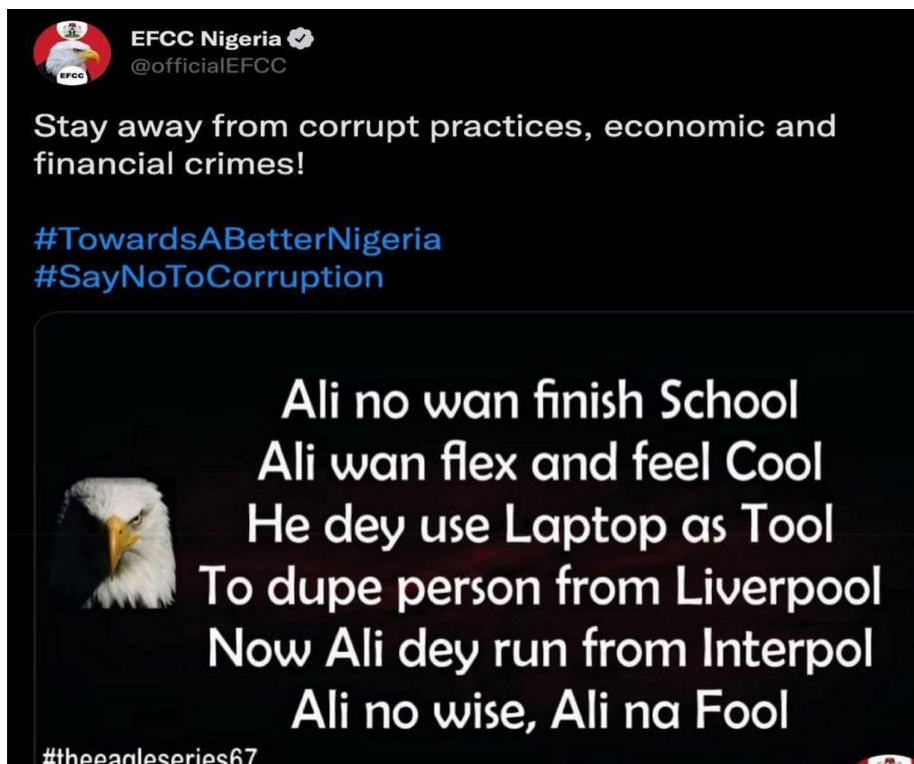 EFCC Nigeria
EFCC
@officialEFCC
Stay away from corrupt practices, economic and
financial crimes!
#TowardsABetterNigeria
#SayNoToCorruption
Ali no wan finish School
Ali wan flex and feel Cool
He dey use Laptop as Tool
To dupe person from Liverpool
Now Ali dey run from Interpol
Ali no wise, Ali na Fool
#theeagleseries67